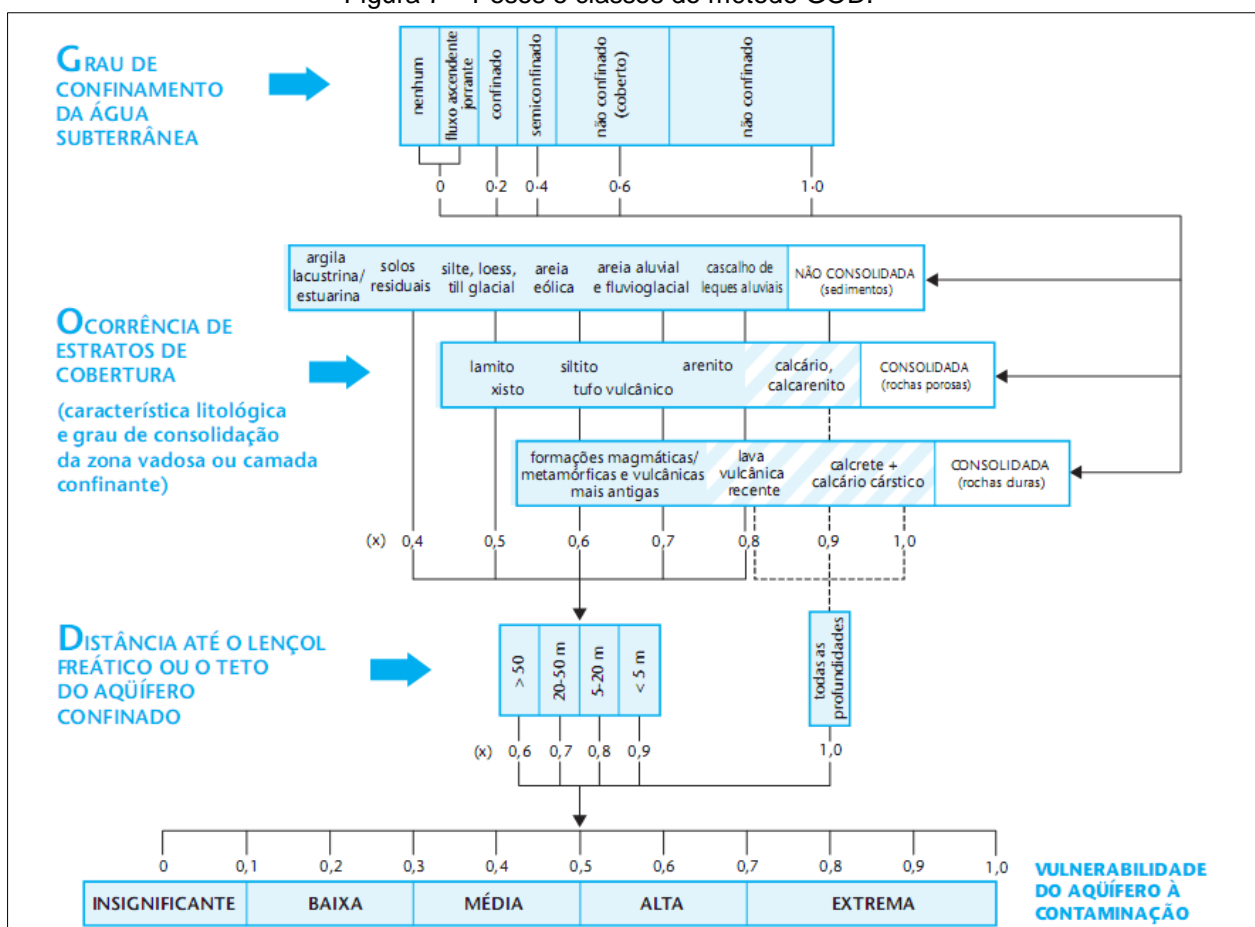 Figura 7 – Pesos e classes do método GODP
GRAU DE
CONFINAMENTO
DA ÁGUA
SUBTERRÂNEA
nenhum
fluxo ascendente
jorrante
confinado
semiconfinado
não confinado
(coberto)
não confinado
0 0·2 0·4 0·6 1·0
OCORRÊNCIA DE
ESTRATOS DE
COBERTURA
(característica litológica
e grau de consolidação
da zona vadosa ou camada
confinante)
argila
lacustrina/
estuarina
solos
residuais
silte, loess,
till glacial
areia
eólica
areia aluvial
e fluvioglacial
cascalho de
leques aluviais
NÃO CONSOLIDADA
(sedimentos)
lamito
xisto
siltito
tufo vulcânico
arenito
calcário,
calcarenito
CONSOLIDADA
(rochas porosas)
formações magmáticas/
metamórficas e vulcânicas
mais antigas
lava
vulcânica
recente
calcrete +
calcário cárstico
CONSOLIDADA
(rochas duras)
(x) 0,4 0,5 0,6 0,7 0,8 0,9 1,0
DISTÂNCIA ATÉ O LENÇOL
FREÁTICO OU O TETO
DO AQÜÍFERO
CONFINADO
> 50
20-50 m
5-20 m
< 5 m
todas as
profundidades
(x) 0,6 0,7 0,8 0,9 1,0
0 0,1 0,2 0,3 0,4 0,5 0,6 0,7 0,8 0,9 1,0
INSIGNIFICANTE BAIXA MÉDIA ALTA EXTREMA
VULNERABILIDADE
DO AQÜÍFERO À
CONTAMINAÇÃO